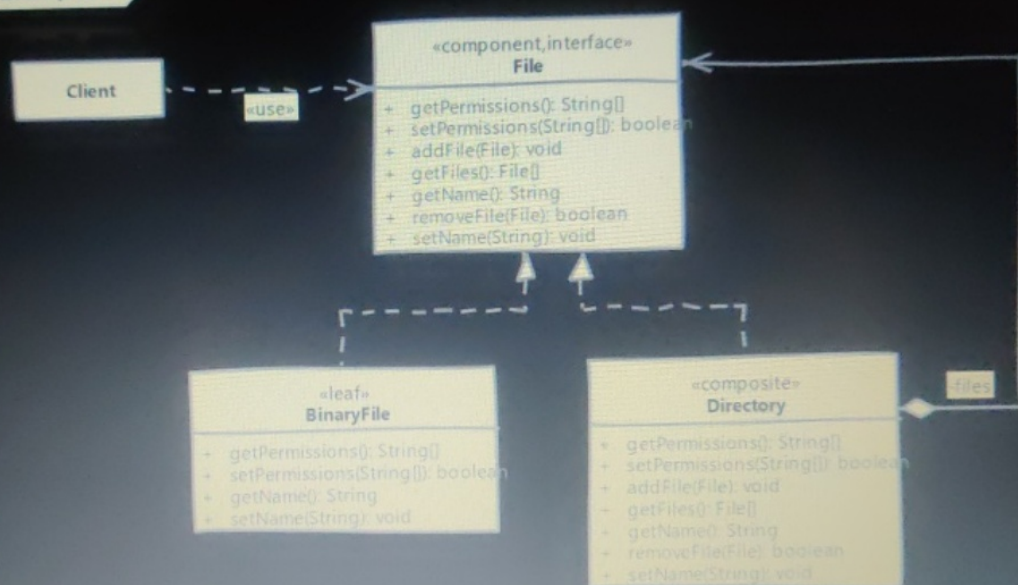 Client
«use»
«component,interface»
File
+ getPermissions(): String[]
+ setPermissions(String[]): boolean
+ addFile(File): void
+ getFiles(): File[]
+ getName(): String
+ removeFile(File): boolean
+ setName(String): void
«leaf»
BinaryFile
+ getPermissions(): String[]
+ setPermissions(String[]): boolean
+ getName(): String
+ setName(String): void
«composite»
Directory
-files
+ getPermissions(): String[]
+ setPermissions(String[]): boolean
+ addFile(File): void
+ getFiles(): File[]
+ getName(): String
+ removeFile(File): boolean
+ setName(String): void